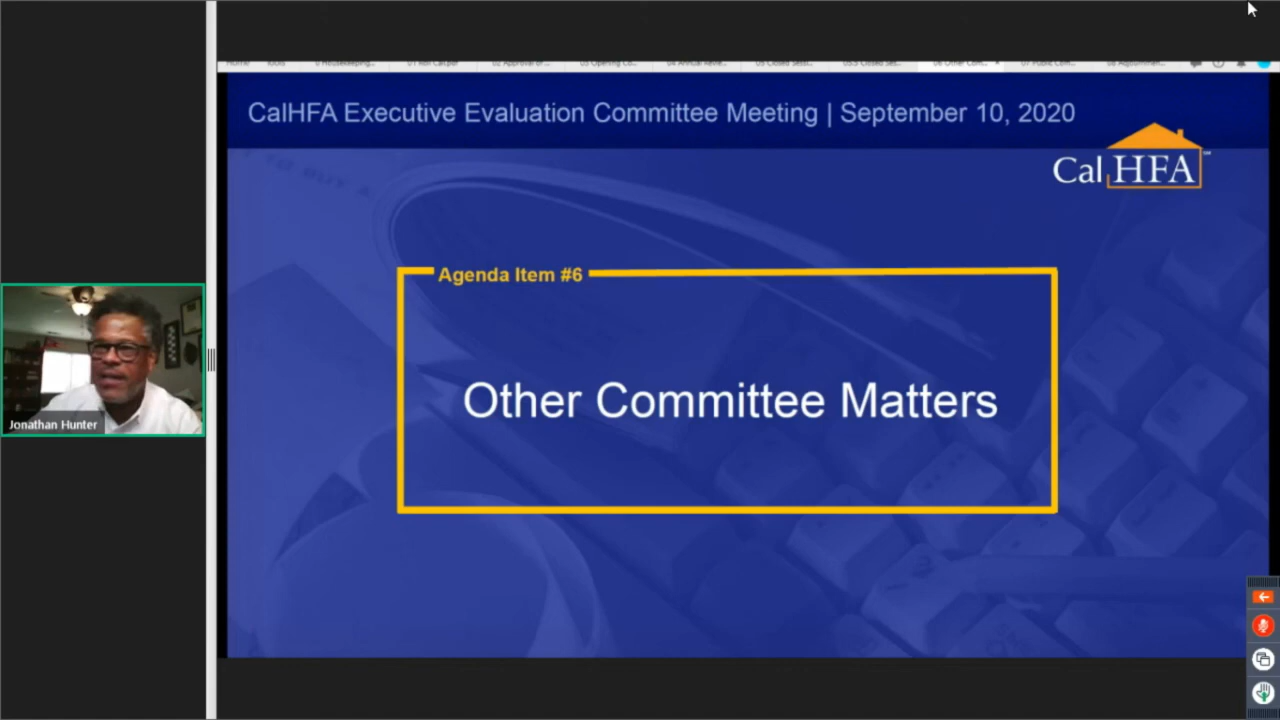 CalHFA Executive Evaluation Committee Meeting | September 10, 2020
Cal HFA
Agenda Item #6
Other Committee Matters
Jonathan Hunter